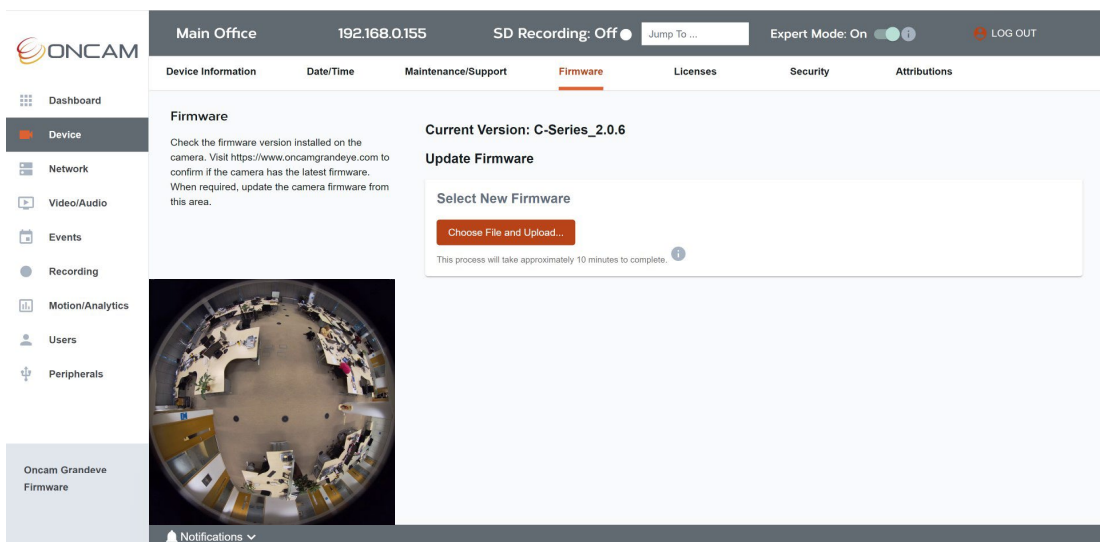 ONCAM
Main Office
192.168.0.155
SD Recording: Off
Jump To ...
Expert Mode: On
i
LOG OUT
Device Information
Date/Time
Maintenance/Support
Firmware
Licenses
Security
Attributions
Dashboard
Device
Network
Video/Audio
Events
Recording
Motion/Analytics
Users
Peripherals
Oncam Grandeve
Firmware
Firmware
Check the firmware version installed on the
camera. Visit https://www.oncamgrandeye.com to
confirm if the camera has the latest firmware.
When required, update the camera firmware from
this area.
Current Version: C-Series_2.0.6
Update Firmware
Select New Firmware
Choose File and Upload...
This process will take approximately 10 minutes to complete.
i
Notifications